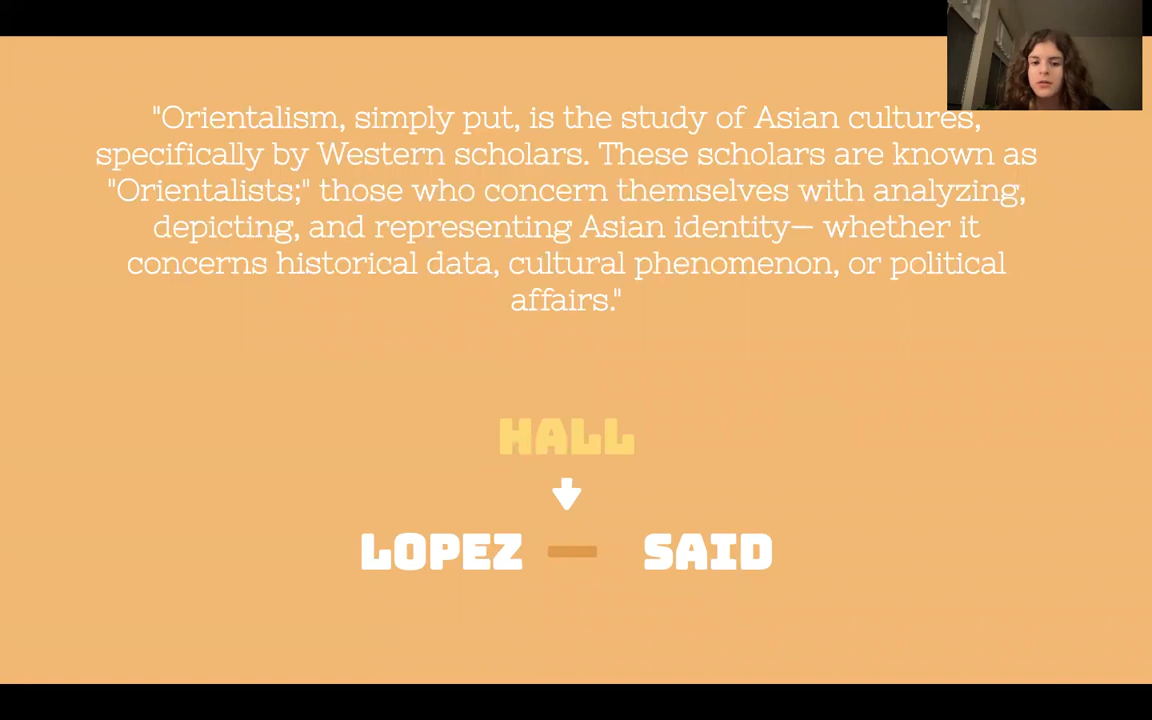 "Orientalism, simply put, is the study of Asian cultures,
specifically by Western scholars. These scholars are known as
"Orientalists;" those who concern themselves with analyzing,
depicting, and representing Asian identity— whether it
concerns historical data, cultural phenomenon, or political
affairs."
HALL
LOPEZ — SAID